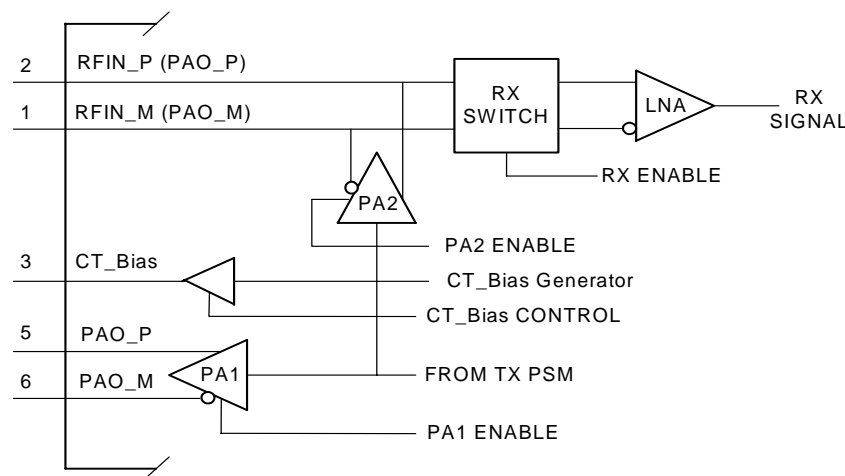 2 RFIN_P (PAO_P)
1 RFIN_M (PAO_M)
RX
SWITCH
LNA
RX
SIGNAL
RX ENABLE
PA2
PA2 ENABLE
3 CT_Bias
CT_Bias Generator
CT_Bias CONTROL
5 PAO_P
6 PAO_M
PA1
FROM TX PSM
PA1 ENABLE